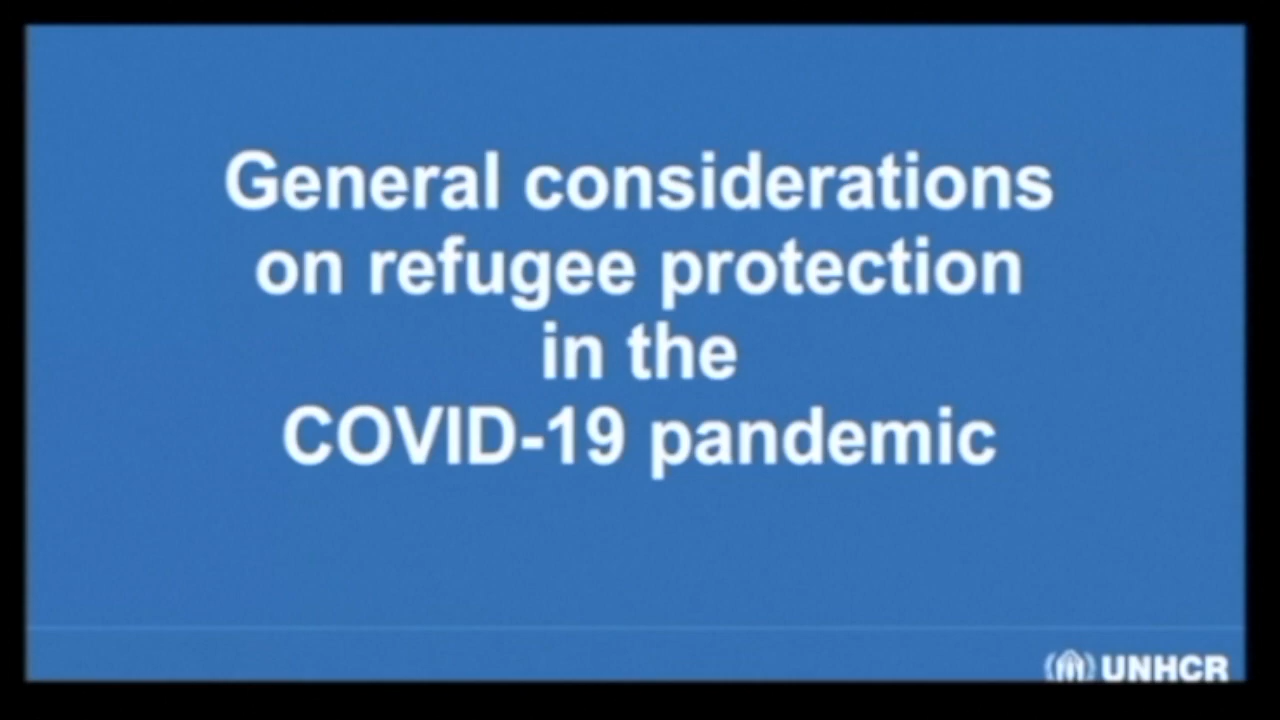 General considerations
on refugee protection
in the
COVID-19 pandemic
UNHCR